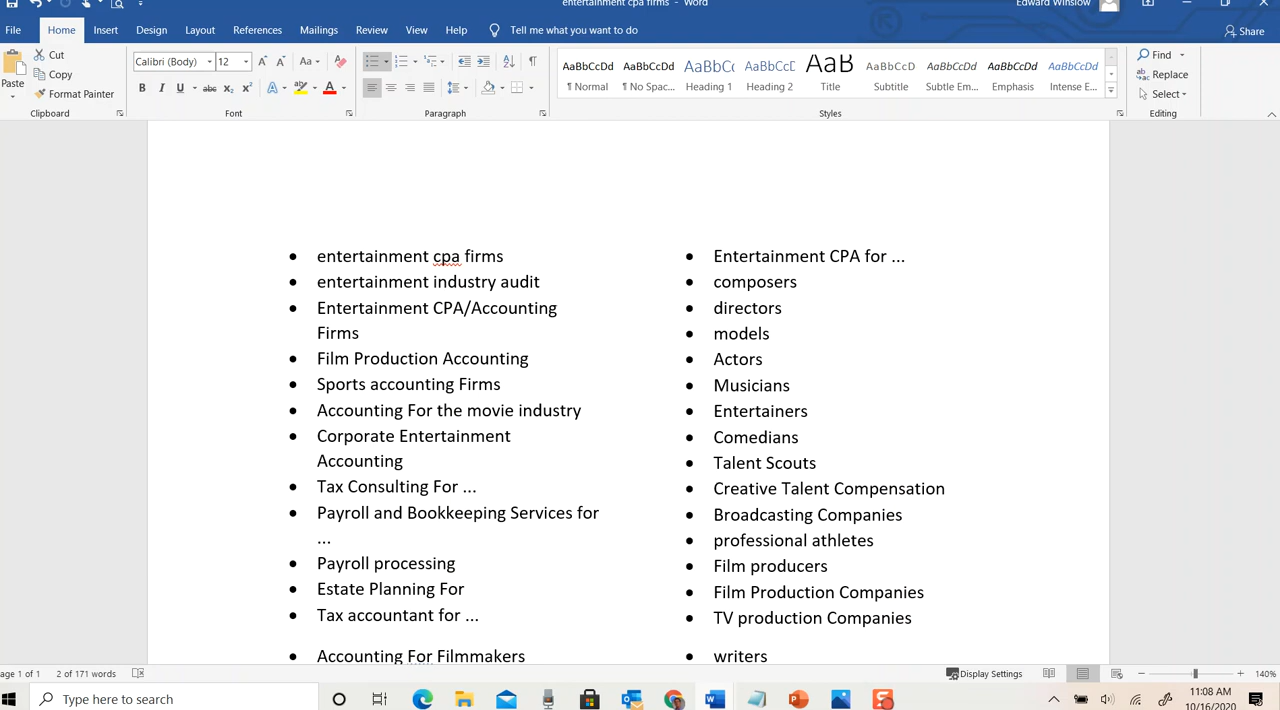 entertainment cpa firms - Word
Edward Winslow
File Home Insert Design Layout References Mailings Review View Help Tell me what you want to do Share
Paste
Cut
Copy
Format Painter
Clipboard
Calibri (Body) 12
Font
Paragraph
AaBbCcDd AaBbCcDd AaBbC AaBbCcD AaB AaBbCcD AaBbCcDd AaBbCcDd AaBbCcDd
¶ Normal ¶ No Spac... Heading 1 Heading 2 Title Subtitle Subtle Em... Emphasis Intense E...
Styles
Find
Replace
Select
Editing
• entertainment cpa firms
• entertainment industry audit
• Entertainment CPA/Accounting
Firms
• Film Production Accounting
• Sports accounting Firms
• Accounting For the movie industry
• Corporate Entertainment
Accounting
• Tax Consulting For ...
• Payroll and Bookkeeping Services for
...
• Payroll processing
• Estate Planning For
• Tax accountant for ...
• Accounting For Filmmakers
• Entertainment CPA for ...
• composers
• directors
• models
• Actors
• Musicians
• Entertainers
• Comedians
• Talent Scouts
• Creative Talent Compensation
• Broadcasting Companies
• professional athletes
• Film producers
• Film Production Companies
• TV production Companies
• writers
age 1 of 1 2 of 171 words Display Settings 140%
Type here to search
11:08 AM
10/16/2020